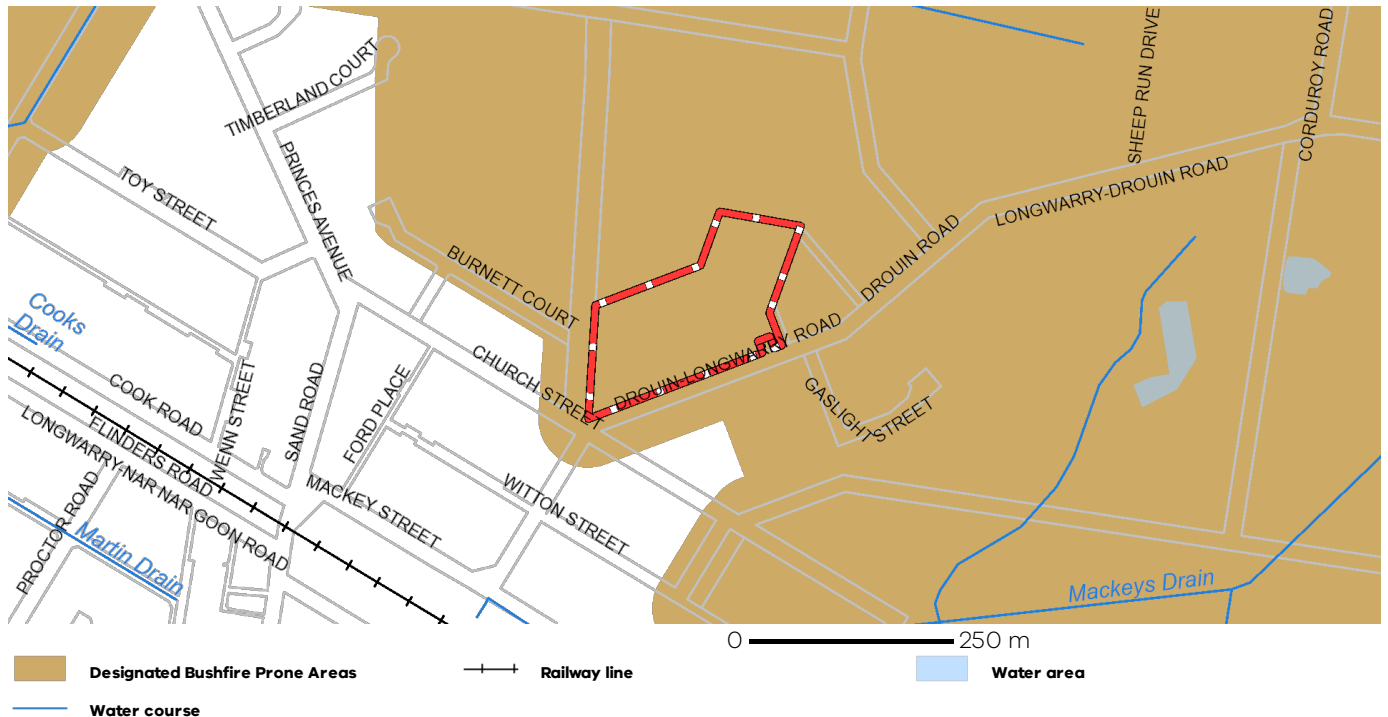 TIMBERLAND COURT
PRINCES AVENUE
TOY STREET
BURNETT COURT
SHEEP RUN DRIVE
CORDUROY ROAD
LONGWARRY-DROUIN ROAD
DROUIN ROAD
DROUIN-LONGWARRY ROAD
CHURCH STREET
GASLIGHT STREET
Cooks
Drain
COOK ROAD
WENN STREET
SAND ROAD
FORD PLACE
FLINDERS ROAD
LONGWARRY-NAR NAR GOON ROAD
MACKEY STREET
WITTON STREET
PROCTOR ROAD
Martin Drain
Mackeys Drain
0 250 m
Designated Bushfire Prone Areas
Railway line
Water area
Water course